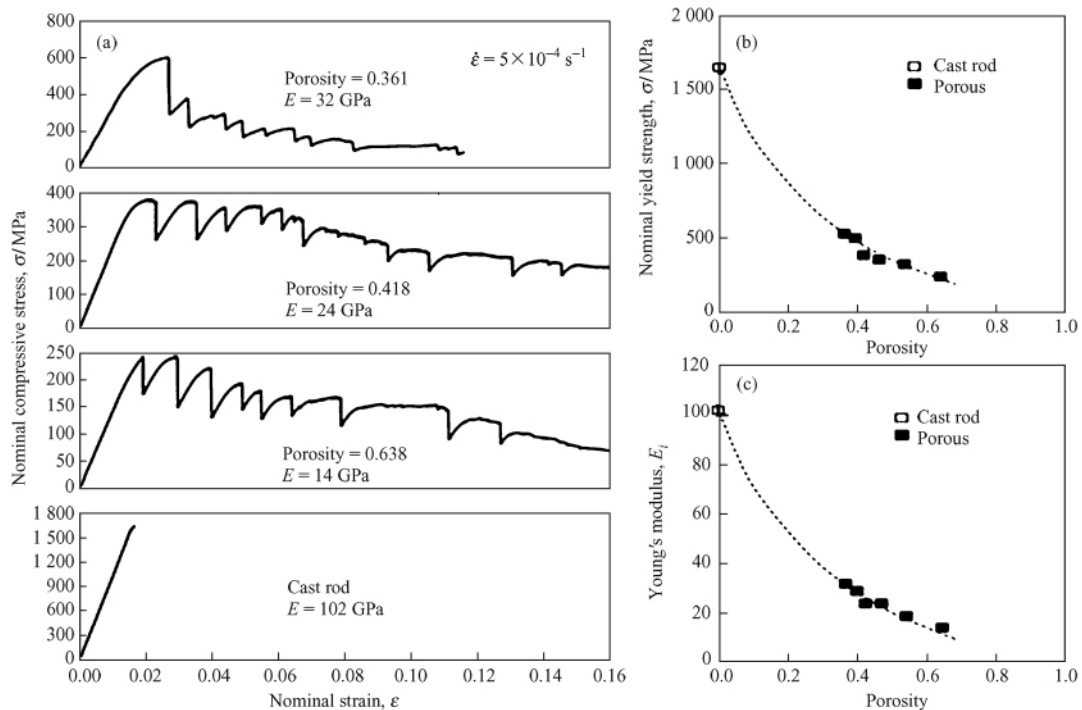 (a)
ε̇ = 5×10⁻⁴ s⁻¹
800
600
400
200
0
Porosity = 0.361
E = 32 GPa
400
300
200
100
0
Porosity = 0.418
E = 24 GPa
250
200
150
100
50
0
Porosity = 0.638
E = 14 GPa
1 800
1 500
1 200
900
600
300
0
Cast rod
E = 102 GPa
0.00 0.02 0.04 0.06 0.08 0.10 0.12 0.14 0.16
Nominal strain, ε
Nominal compressive stress, σ/MPa
(b)
Cast rod
Porous
2 000
1 500
1 000
500
0
0.0 0.2 0.4 0.6 0.8 1.0
Porosity
Nominal yield strength, σ/MPa
(c)
Cast rod
Porous
120
100
80
60
40
20
0
0.0 0.2 0.4 0.6 0.8 1.0
Porosity
Young's modulus, Eᵢ